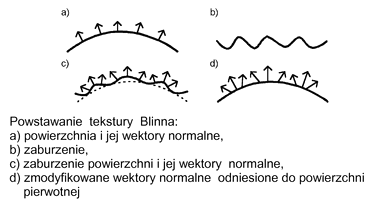 a)
b)
c)
d)
Powstawanie tekstury Blinna:
a) powierzchnia i jej wektory normalne,
b) zaburzenie,
c) zaburzenie powierzchni i jej wektory normalne,
d) zmodyfikowane wektory normalne odniesione do powierzchni
pierwotnej